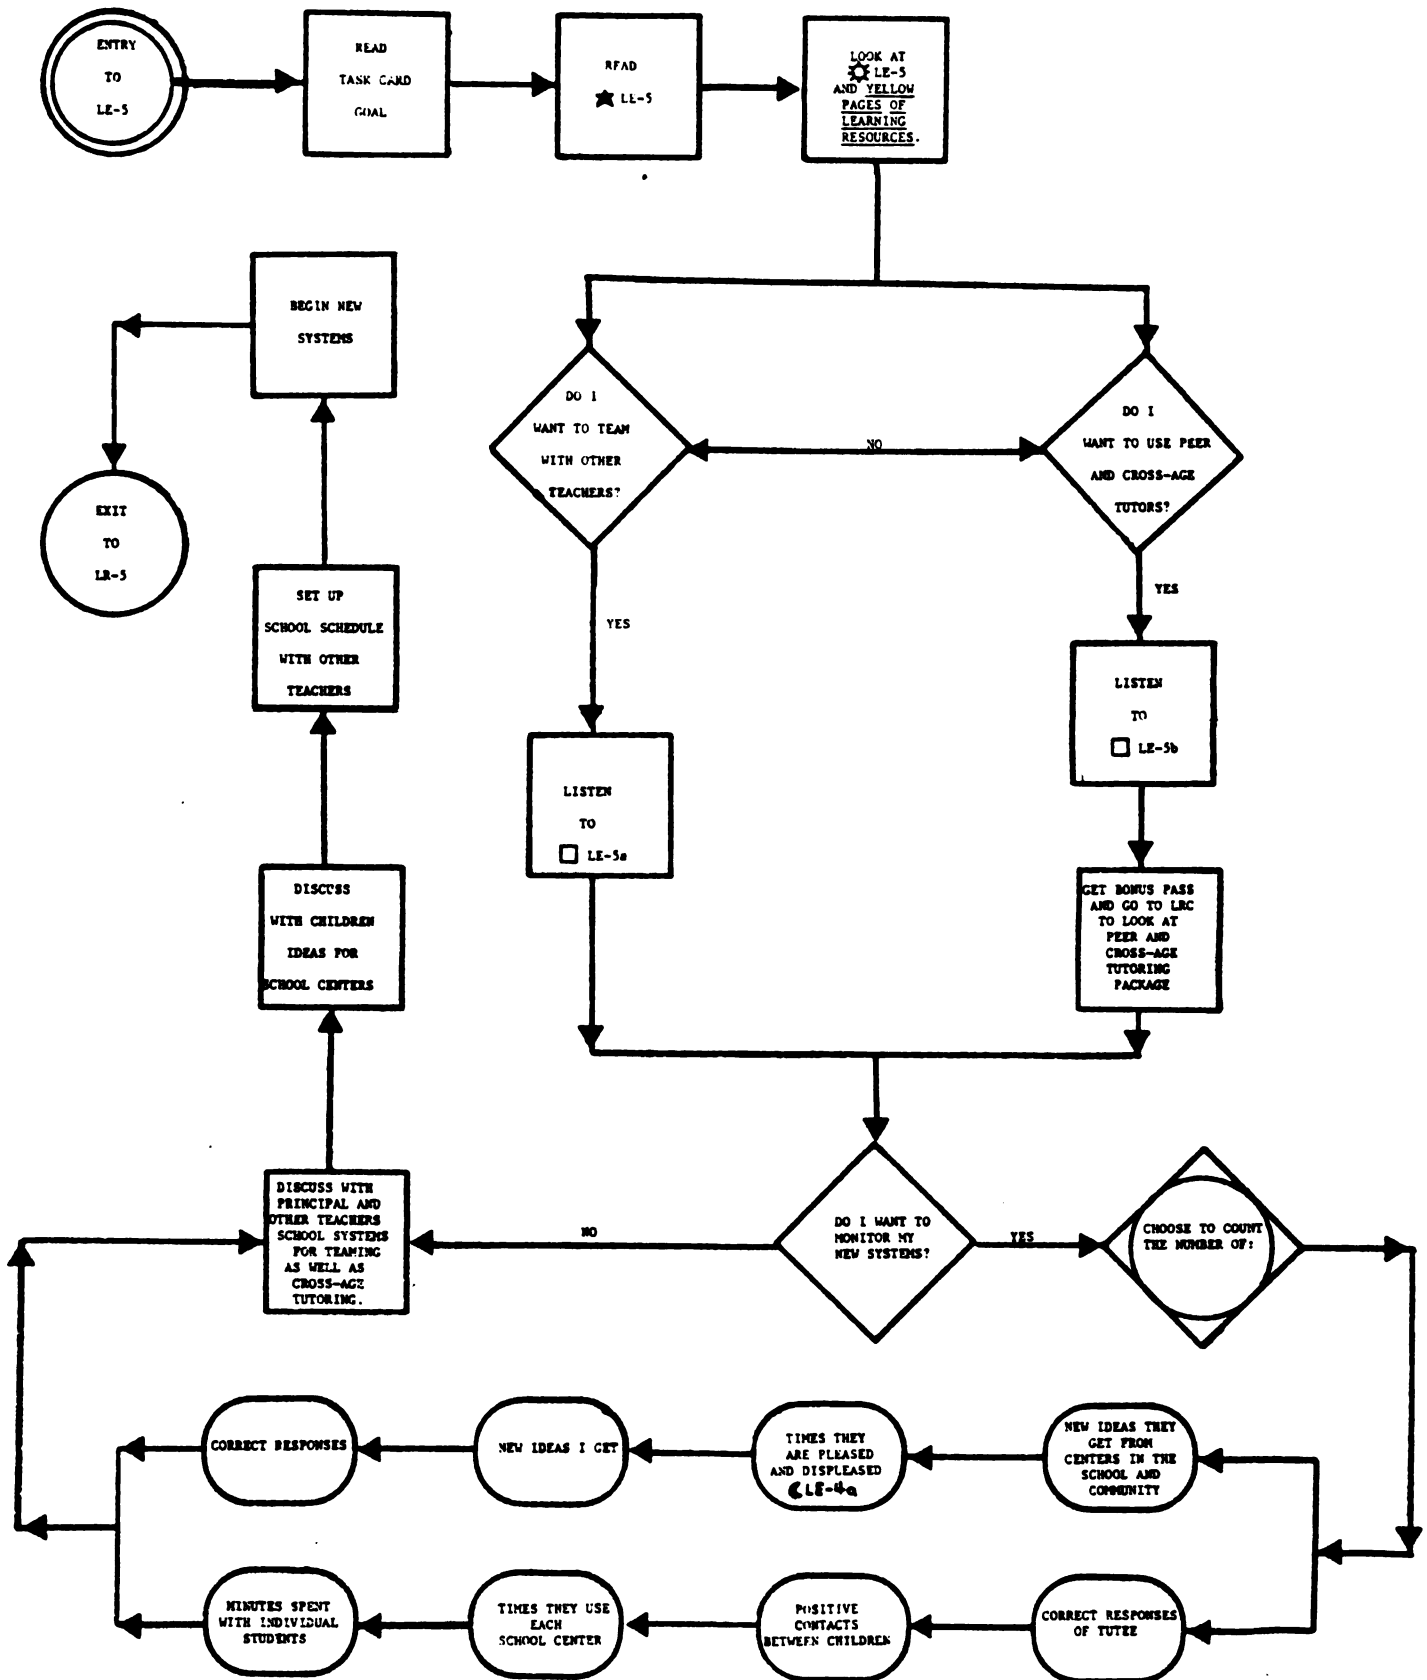 ENTRY
TO
LE-5
READ
TASK CARD
GOAL
READ
★ LE-5
LOOK AT
LE-5
AND YELLOW
PAGES OF
LEARNING
RESOURCES.
BEGIN NEW
SYSTEMS
DO I
WANT TO TEAM
WITH OTHER
TEACHERS?
NO
DO I
WANT TO USE PEER
AND CROSS-AGE
TUTORS?
EXIT
TO
LR-5
SET UP
SCHOOL SCHEDULE
WITH OTHER
TEACHERS
YES
YES
LISTEN
TO
□ LE-5b
LISTEN
TO
□ LE-5a
DISCUSS
WITH CHILDREN
IDEAS FOR
SCHOOL CENTERS
GET BONUS PASS
AND GO TO LRC
TO LOOK AT
PEER AND
CROSS-AGE
TUTORING
PACKAGE
DISCUSS WITH
PRINCIPAL AND
OTHER TEACHERS
SCHOOL SYSTEMS
FOR TEAMING
AS WELL AS
CROSS-AGE
TUTORING.
NO
DO I WANT TO
MONITOR MY
NEW SYSTEMS?
YES
CHOOSE TO COUNT
THE NUMBER OF:
CORRECT RESPONSES
NEW IDEAS I GET
TIMES THEY
ARE PLEASED
AND DISPLEASED
☾ LE-4a
NEW IDEAS THEY
GET FROM
CENTERS IN THE
SCHOOL AND
COMMUNITY
MINUTES SPENT
WITH INDIVIDUAL
STUDENTS
TIMES THEY USE
EACH
SCHOOL CENTER
POSITIVE
CONTACTS
BETWEEN CHILDREN
CORRECT RESPONSES
OF TUTEE